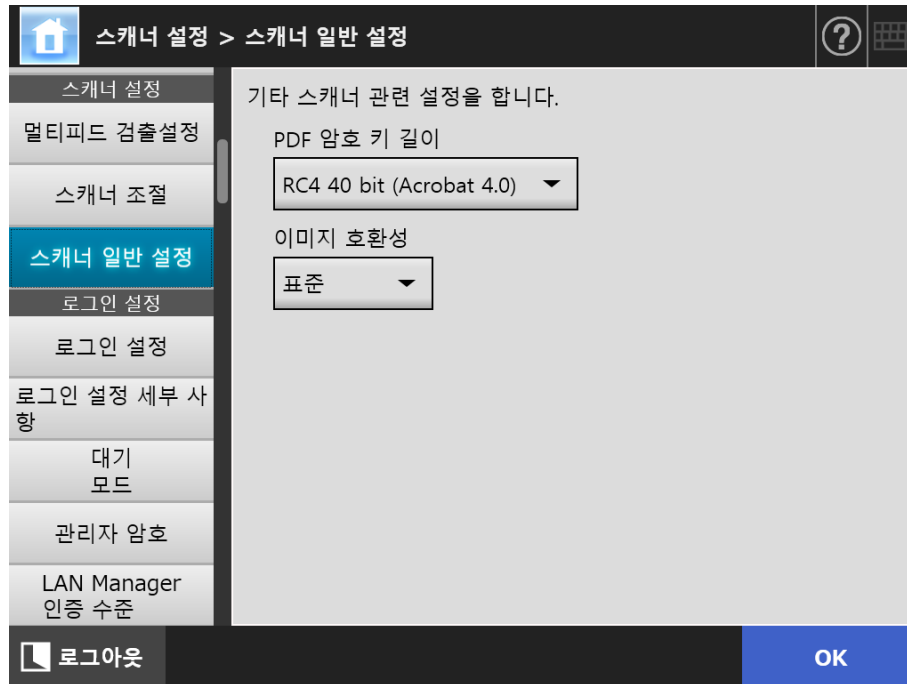 스캐너 설정 > 스캐너 일반 설정
?
스캐너 설정
멀티피드 검출설정
스캐너 조절
스캐너 일반 설정
로그인 설정
로그인 설정
로그인 설정 세부 사
항
대기
모드
관리자 암호
LAN Manager
인증 수준
기타 스캐너 관련 설정을 합니다.
PDF 암호 키 길이
RC4 40 bit (Acrobat 4.0)
이미지 호환성
표준
로그아웃
OK